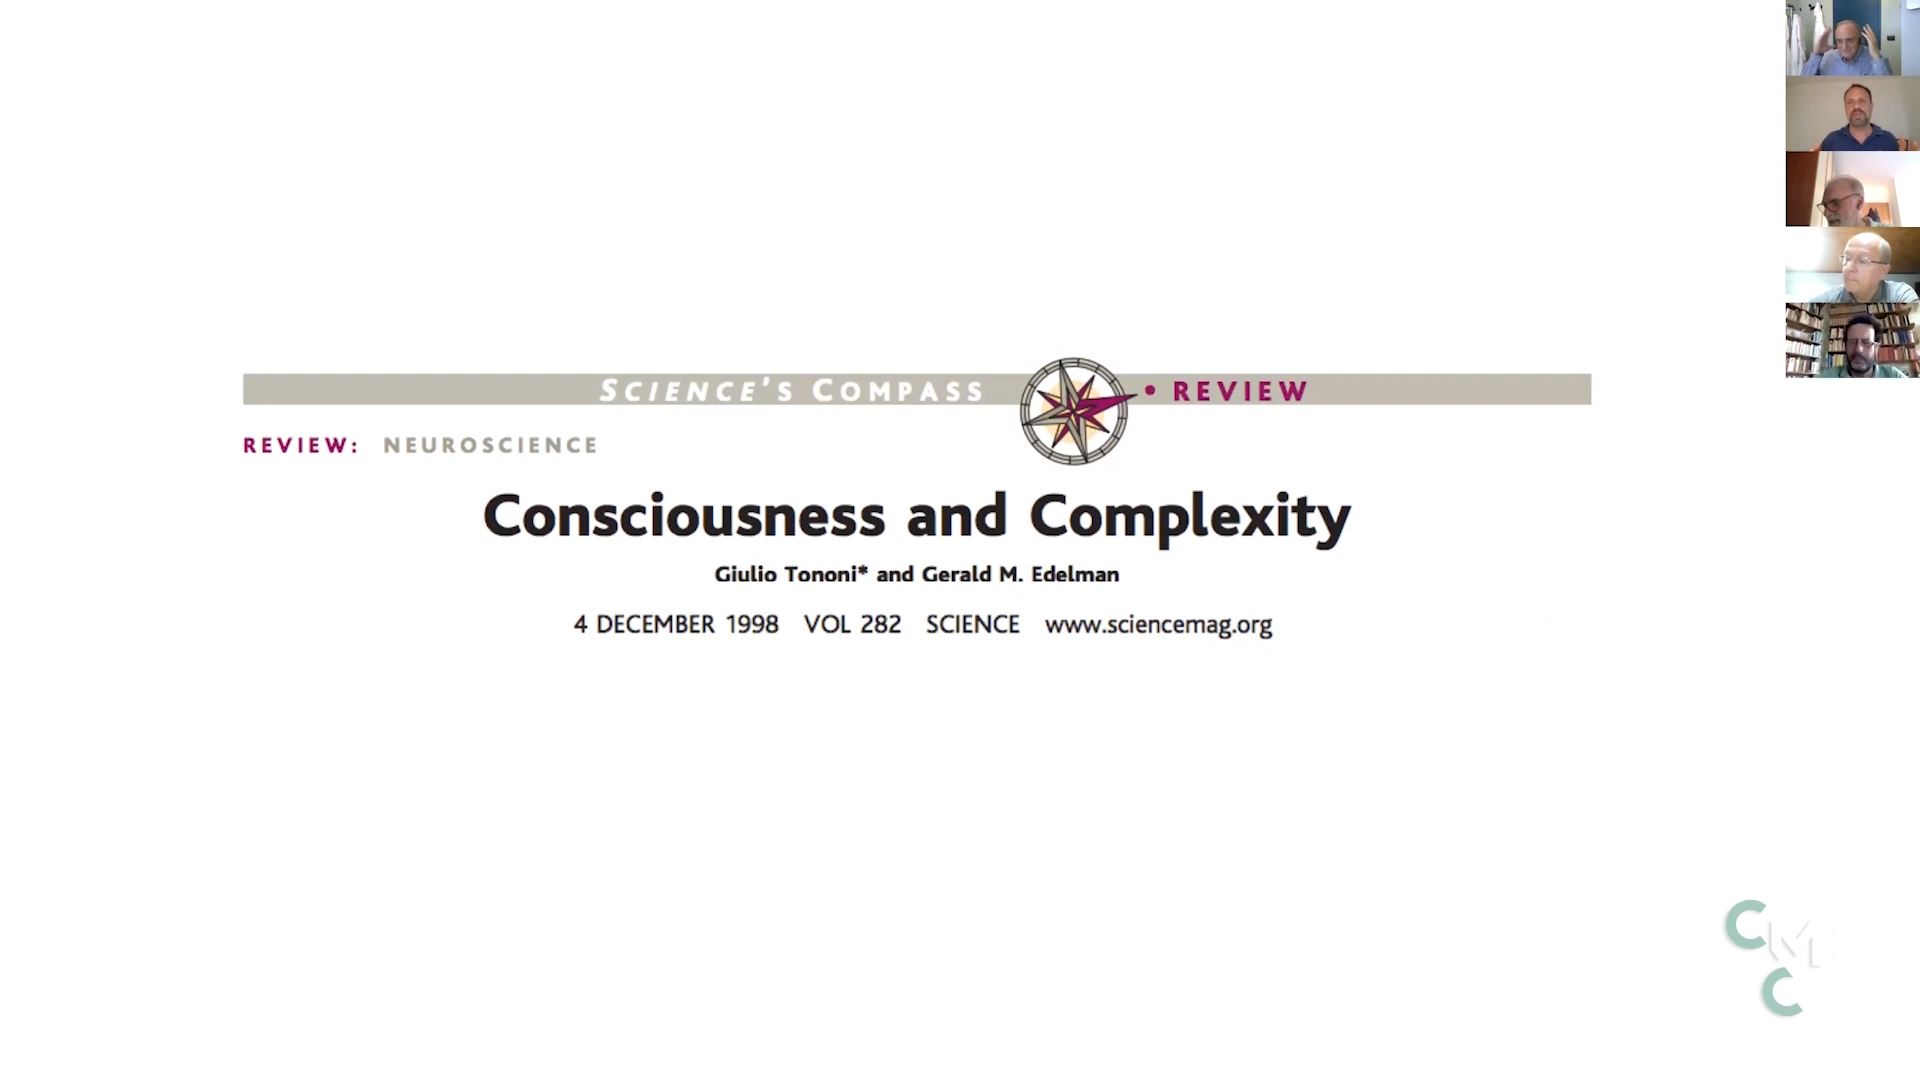 SCIENCE'S COMPASS • REVIEW
REVIEW: NEUROSCIENCE
Consciousness and Complexity
Giulio Tononi* and Gerald M. Edelman
4 DECEMBER 1998 VOL 282 SCIENCE www.sciencemag.org
C
M
C